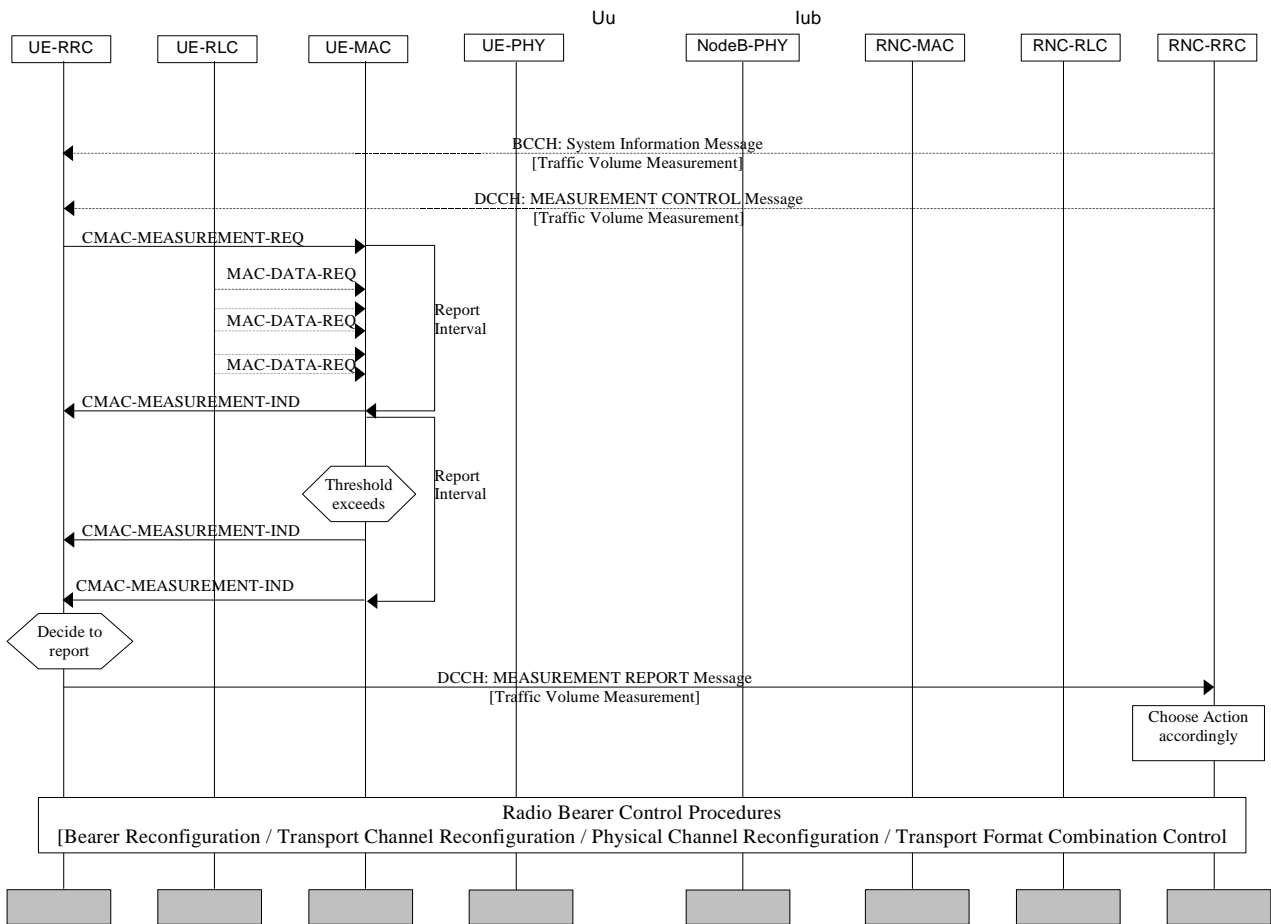 Uu Iub
UE-RRC UE-RLC UE-MAC UE-PHY NodeB-PHY RNC-MAC RNC-RLC RNC-RRC
BCCH: System Information Message
[Traffic Volume Measurement]
DCCH: MEASUREMENT CONTROL Message
[Traffic Volume Measurement]
CMAC-MEASUREMENT-REQ
MAC-DATA-REQ
Report
Interval
MAC-DATA-REQ
MAC-DATA-REQ
CMAC-MEASUREMENT-IND
Report
Interval
Threshold
exceeds
CMAC-MEASUREMENT-IND
CMAC-MEASUREMENT-IND
Decide to
report
DCCH: MEASUREMENT REPORT Message
[Traffic Volume Measurement]
Choose Action
accordingly
Radio Bearer Control Procedures
[Bearer Reconfiguration / Transport Channel Reconfiguration / Physical Channel Reconfiguration / Transport Format Combination Control